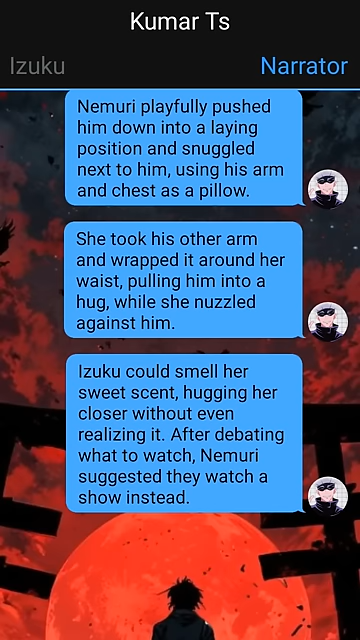 Kumar Ts
Izuku
Narrator
Nemuri playfully pushed
him down into a laying
position and snuggled
next to him, using his arm
and chest as a pillow.
She took his other arm
and wrapped it around her
waist, pulling him into a
hug, while she nuzzled
against him.
Izuku could smell her
sweet scent, hugging her
closer without even
realizing it. After debating
what to watch, Nemuri
suggested they watch a
show instead.